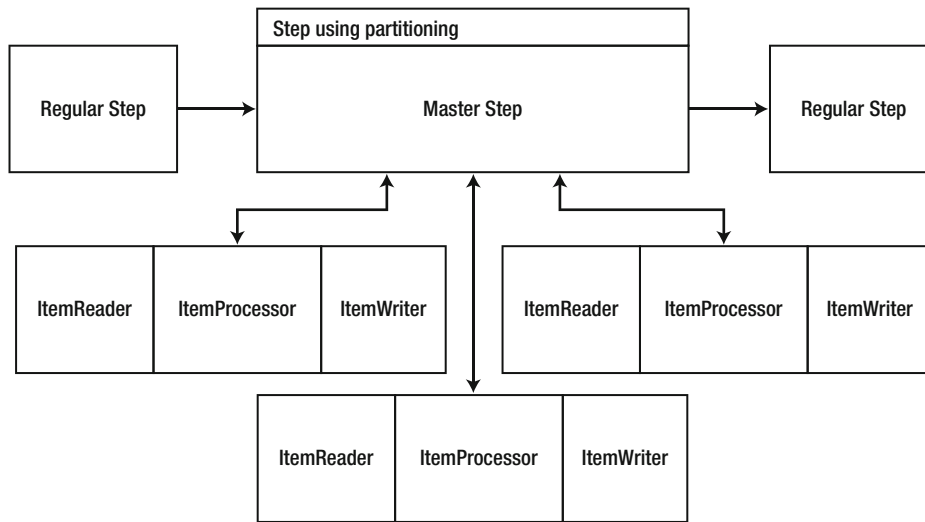 Step using partitioning
Regular Step
Master Step
Regular Step
ItemReader
ItemProcessor
ItemWriter
ItemReader
ItemProcessor
ItemWriter
ItemReader
ItemProcessor
ItemWriter